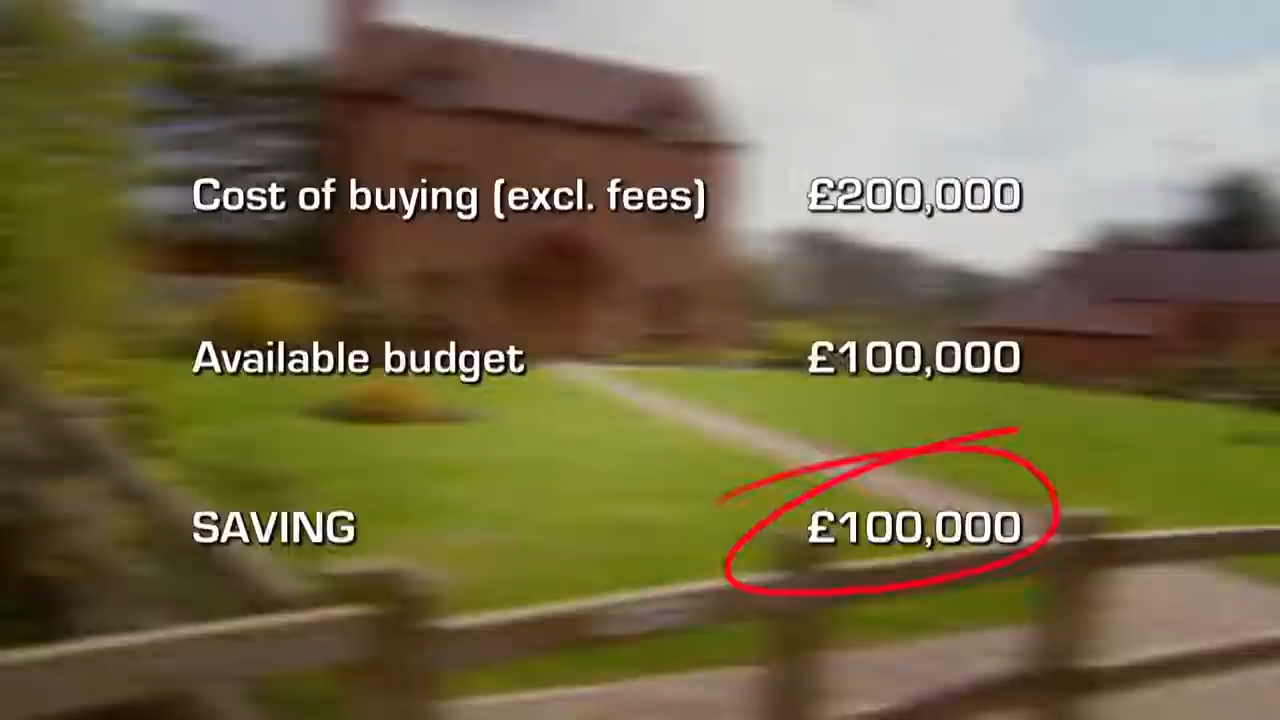 Cost of buying (excl. fees) £200,000
Available budget £100,000
SAVING £100,000